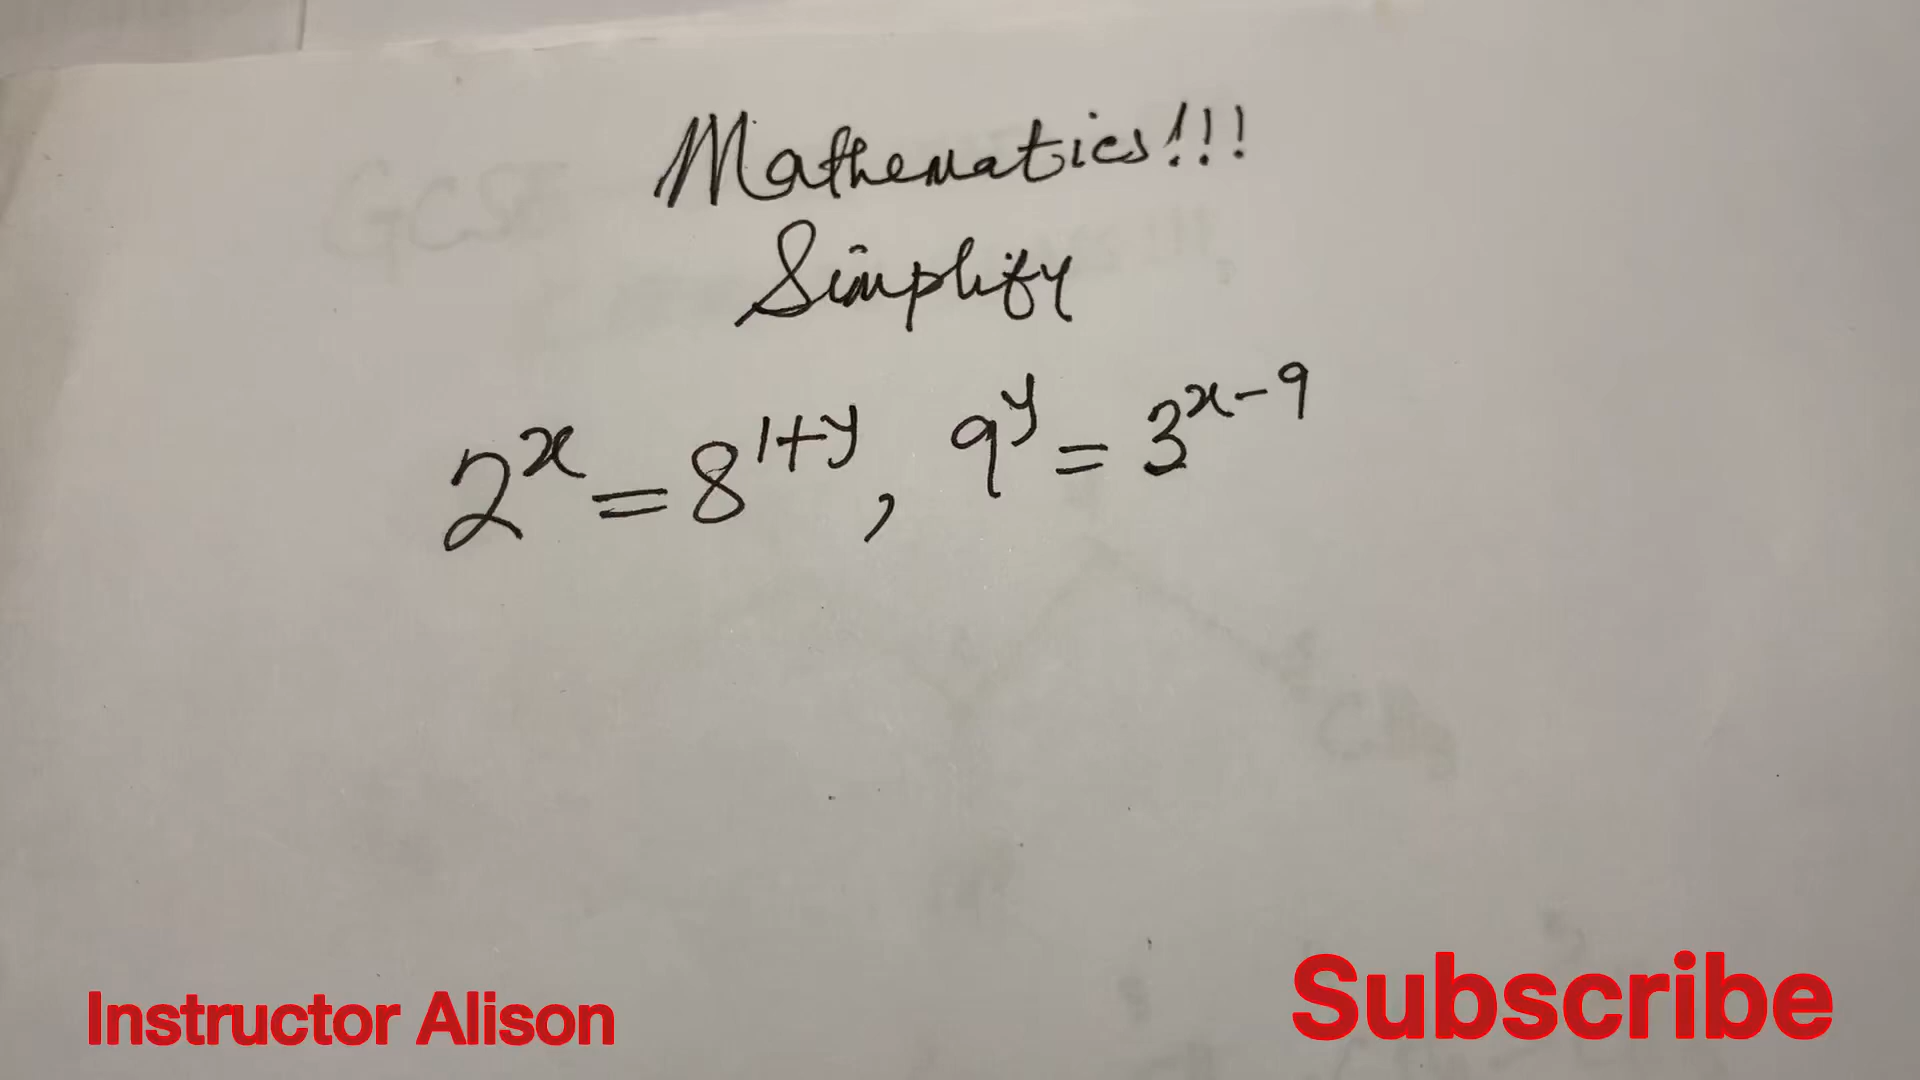 Mathematics!!!
Simplify
2^x = 8^{1+y}, 9^y = 3^{x-9}
Instructor Alison
Subscribe